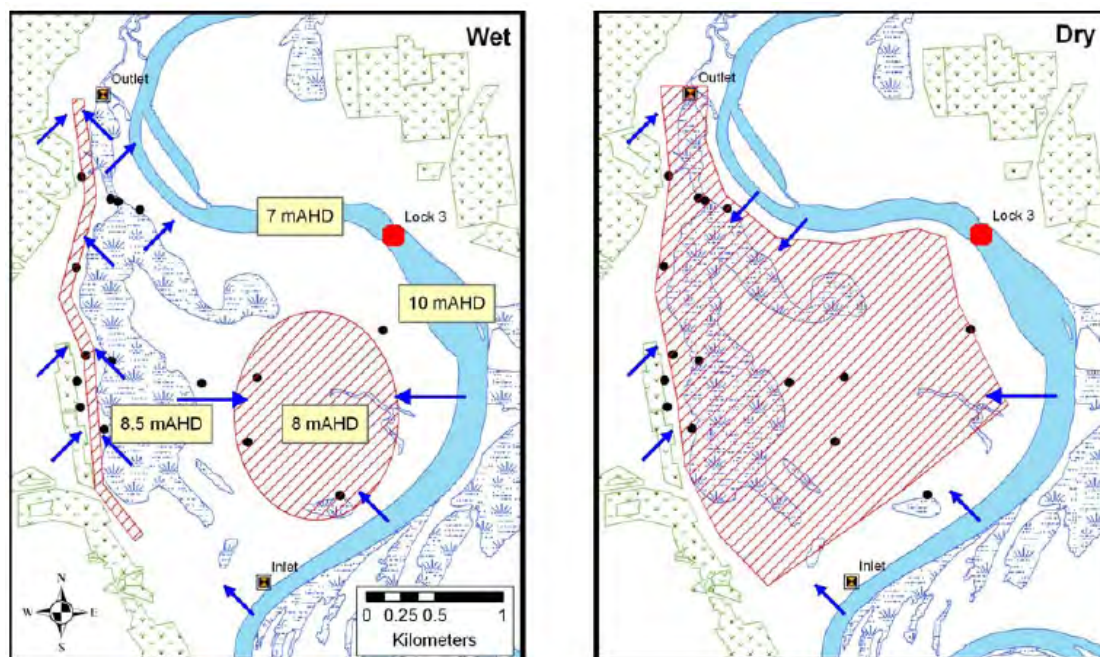 Wet
Outlet
7 mAHD
Lock 3
10 mAHD
8.5 mAHD
8 mAHD
Inlet
N
W
E
S
0 0.25 0.5 1
Kilometers
Dry
Outlet
Lock 3
Inlet